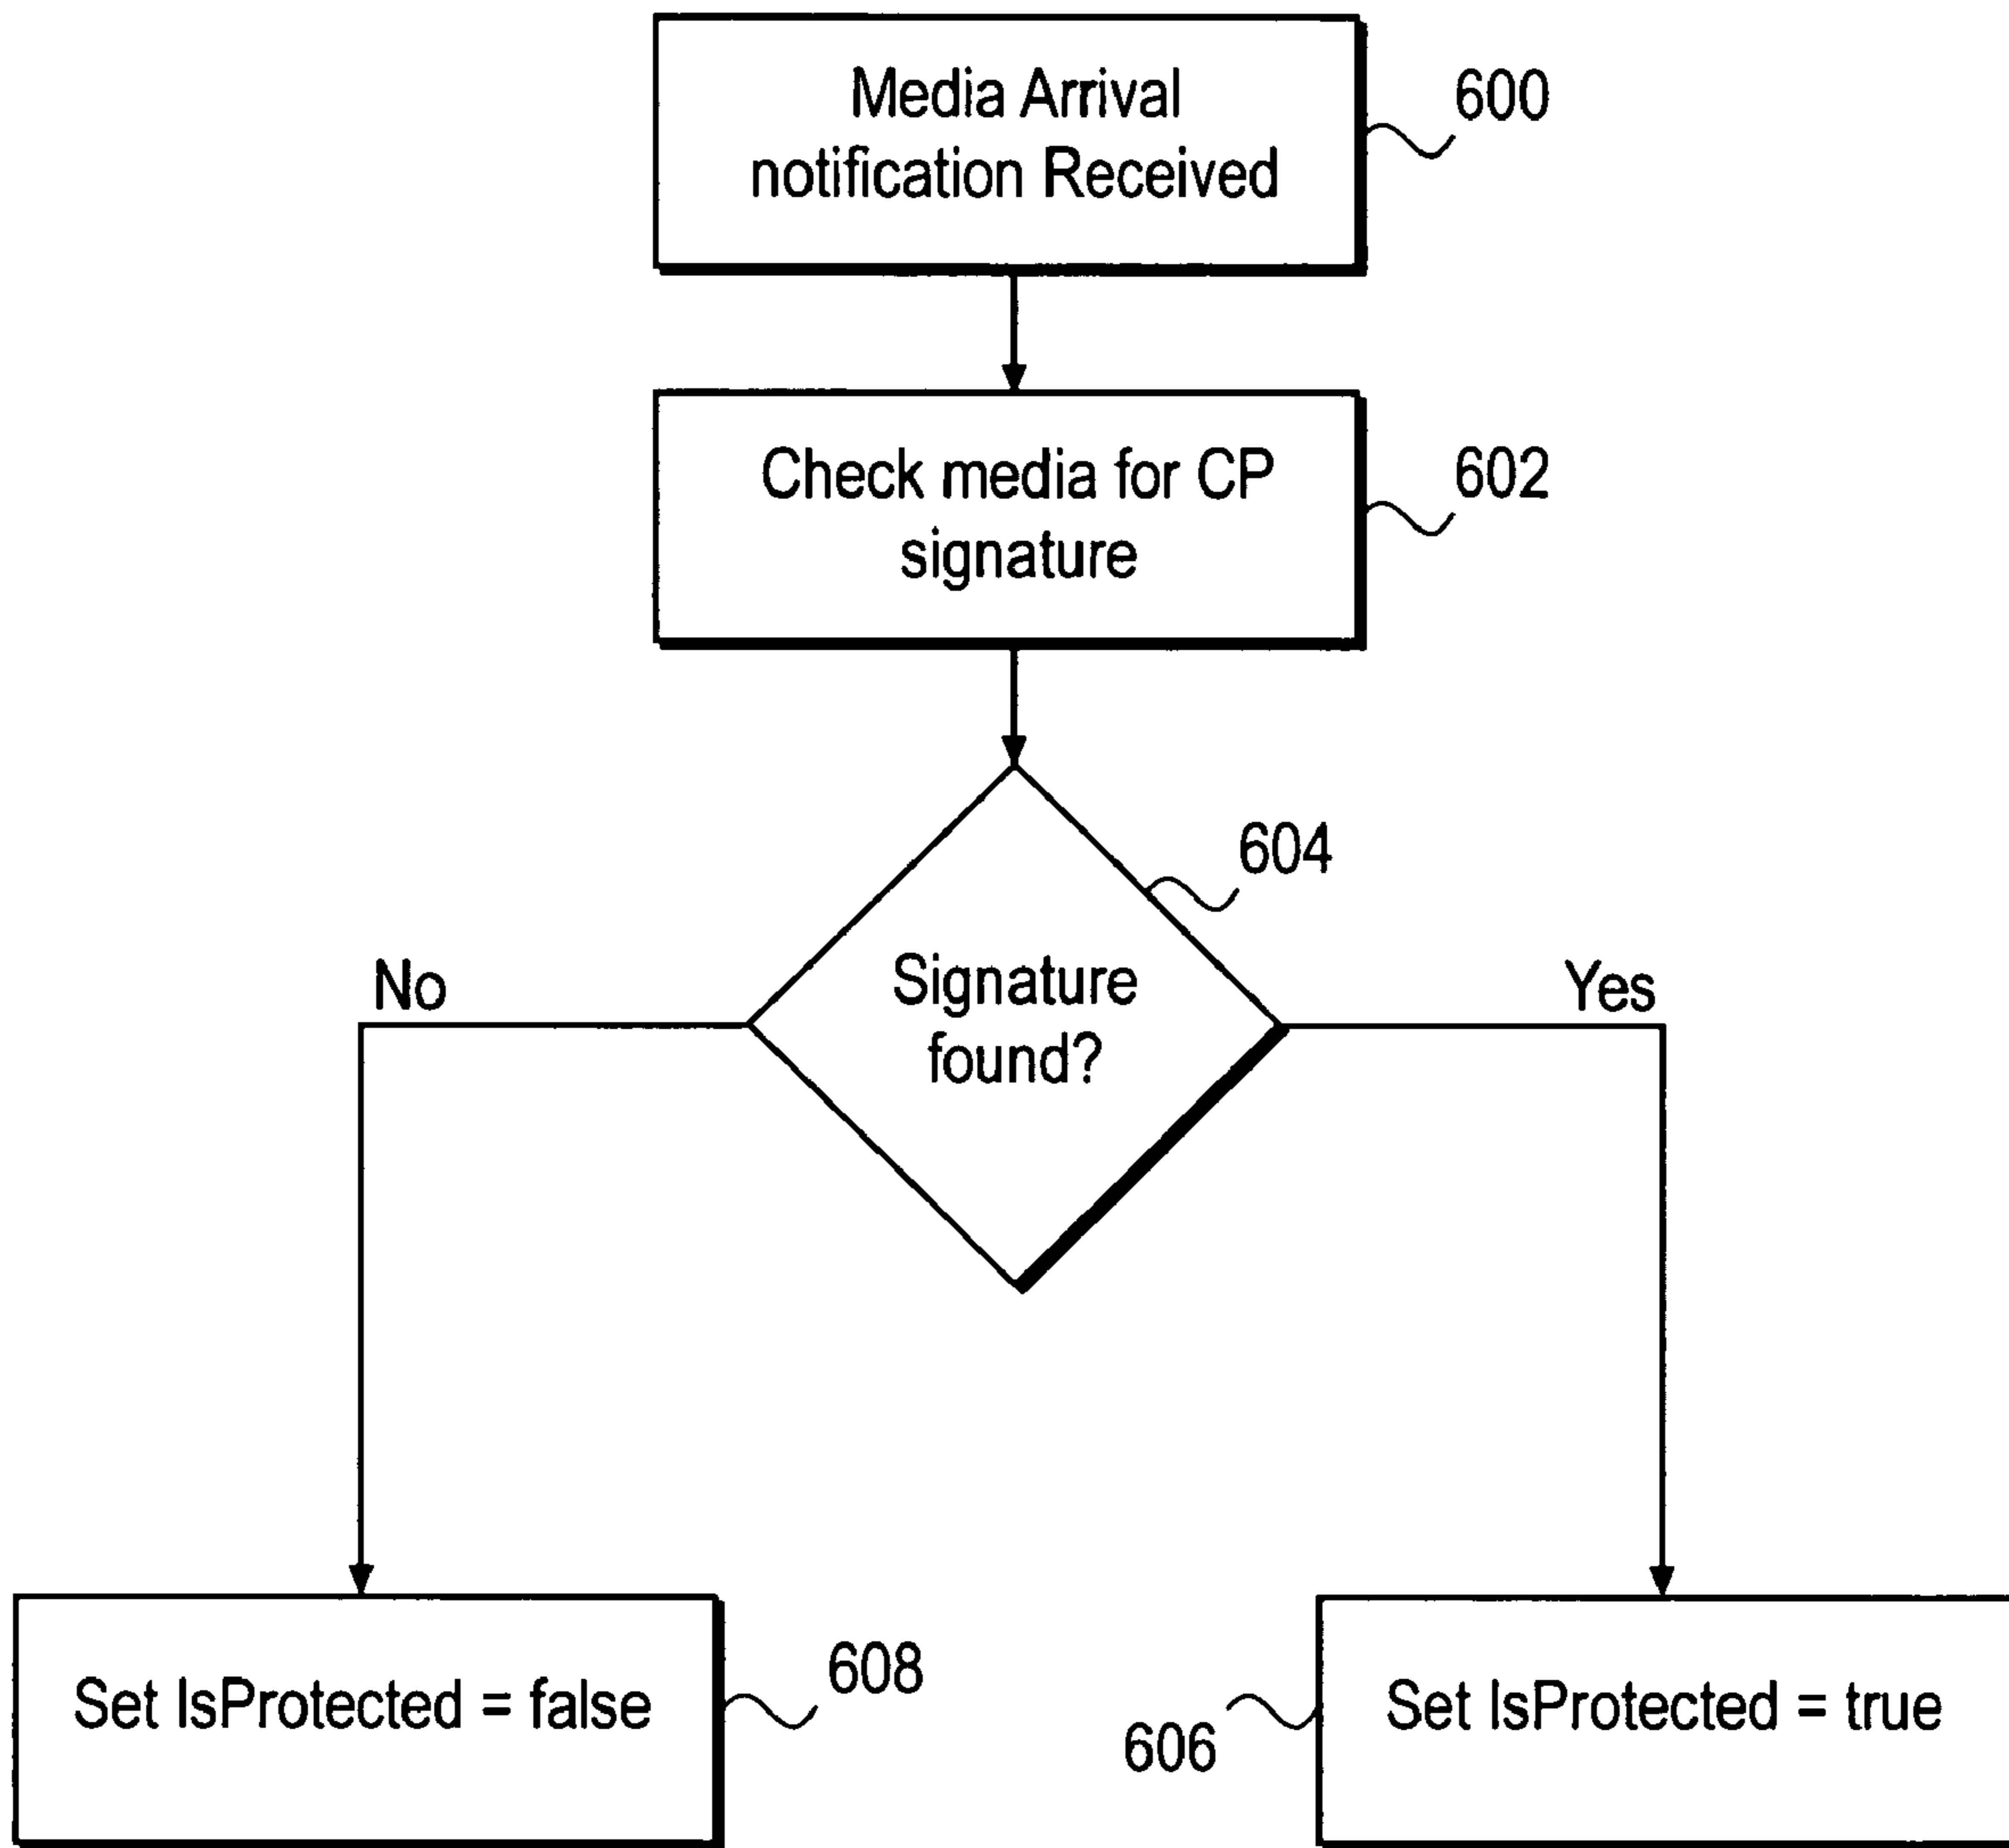 Media Arrival
notification Received
600
Check media for CP
signature
602
604
Signature
found?
No
Yes
Set IsProtected = false
608
606
Set IsProtected = true